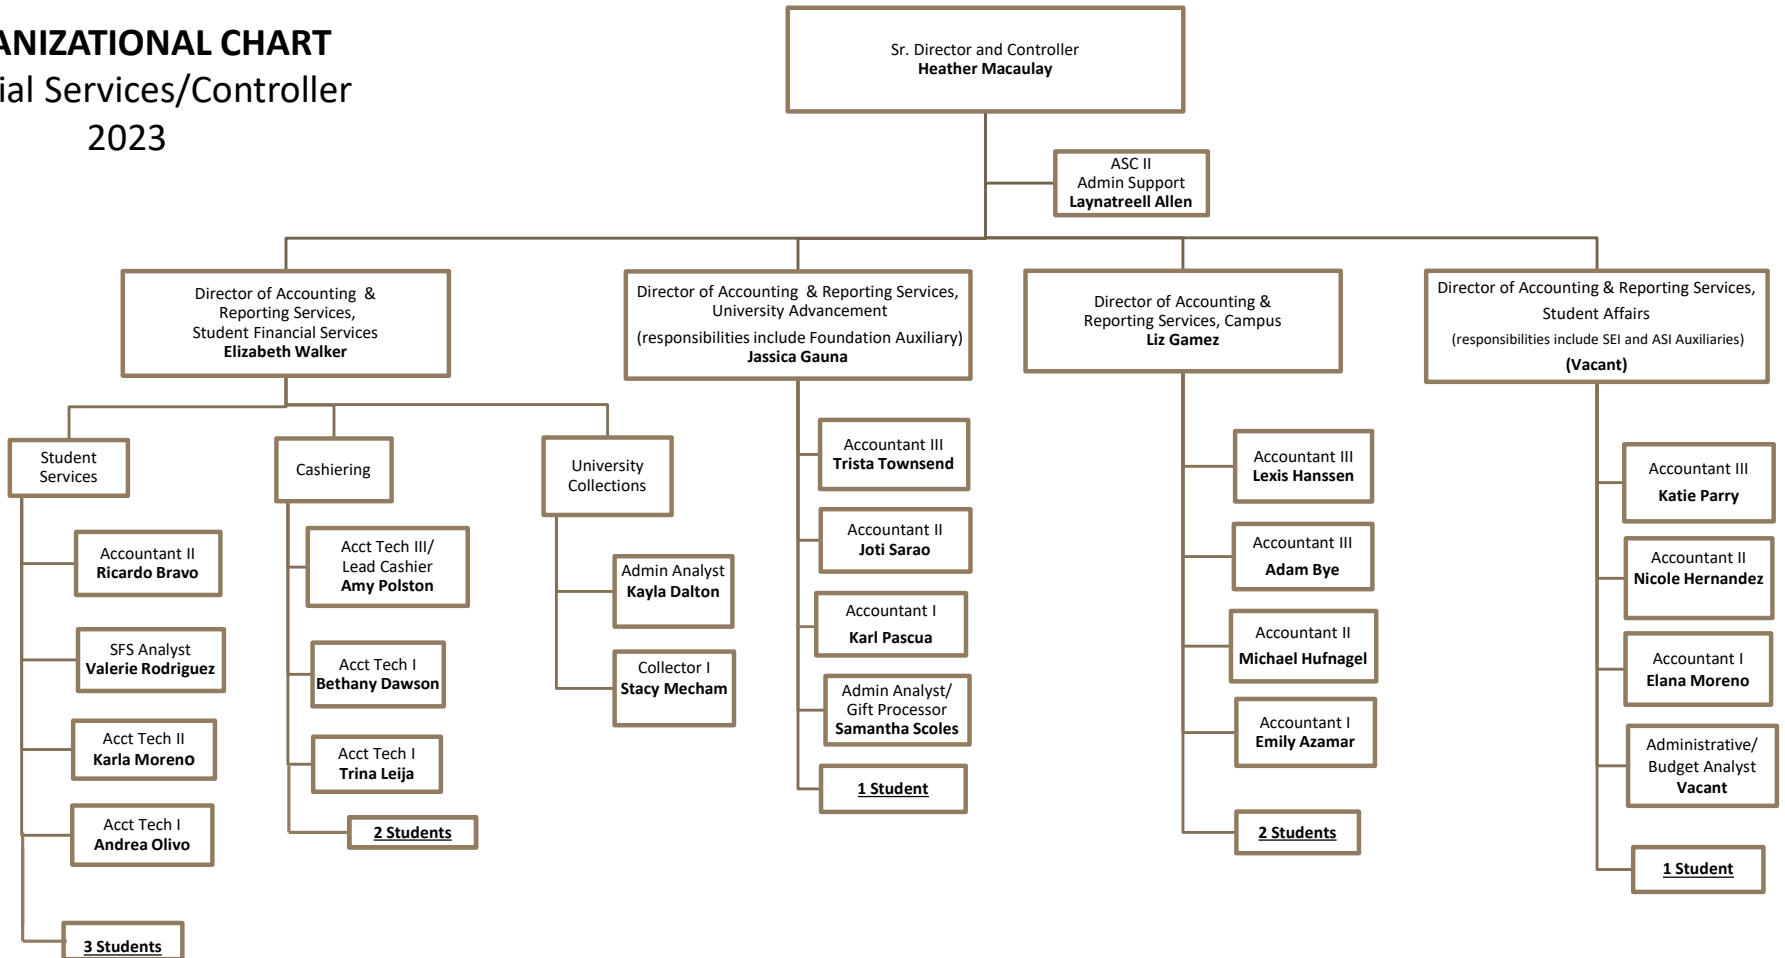 ANIZATIONAL CHART
ial Services/Controller
2023
Sr. Director and Controller
Heather Macaulay
ASC II
Admin Support
Laynatreell Allen
Director of Accounting &
Reporting Services,
Student Financial Services
Elizabeth Walker
Director of Accounting & Reporting Services,
University Advancement
(responsibilities include Foundation Auxiliary)
Jassica Gauna
Director of Accounting &
Reporting Services, Campus
Liz Gamez
Director of Accounting & Reporting Services,
Student Affairs
(responsibilities include SEI and ASI Auxiliaries)
(Vacant)
Student
Services
Accountant II
Ricardo Bravo
SFS Analyst
Valerie Rodriguez
Acct Tech II
Karla Moreno
Acct Tech I
Andrea Olivo
3 Students
Cashiering
Acct Tech III/
Lead Cashier
Amy Polston
Acct Tech I
Bethany Dawson
Acct Tech I
Trina Leija
2 Students
University
Collections
Admin Analyst
Kayla Dalton
Collector I
Stacy Mecham
Accountant III
Trista Townsend
Accountant II
Joti Sarao
Accountant I
Karl Pascua
Admin Analyst/
Gift Processor
Samantha Scoles
1 Student
Accountant III
Lexis Hanssen
Accountant III
Adam Bye
Accountant II
Michael Hufnagel
Accountant I
Emily Azamar
2 Students
Accountant III
Katie Parry
Accountant II
Nicole Hernandez
Accountant I
Elana Moreno
Administrative/
Budget Analyst
Vacant
1 Student